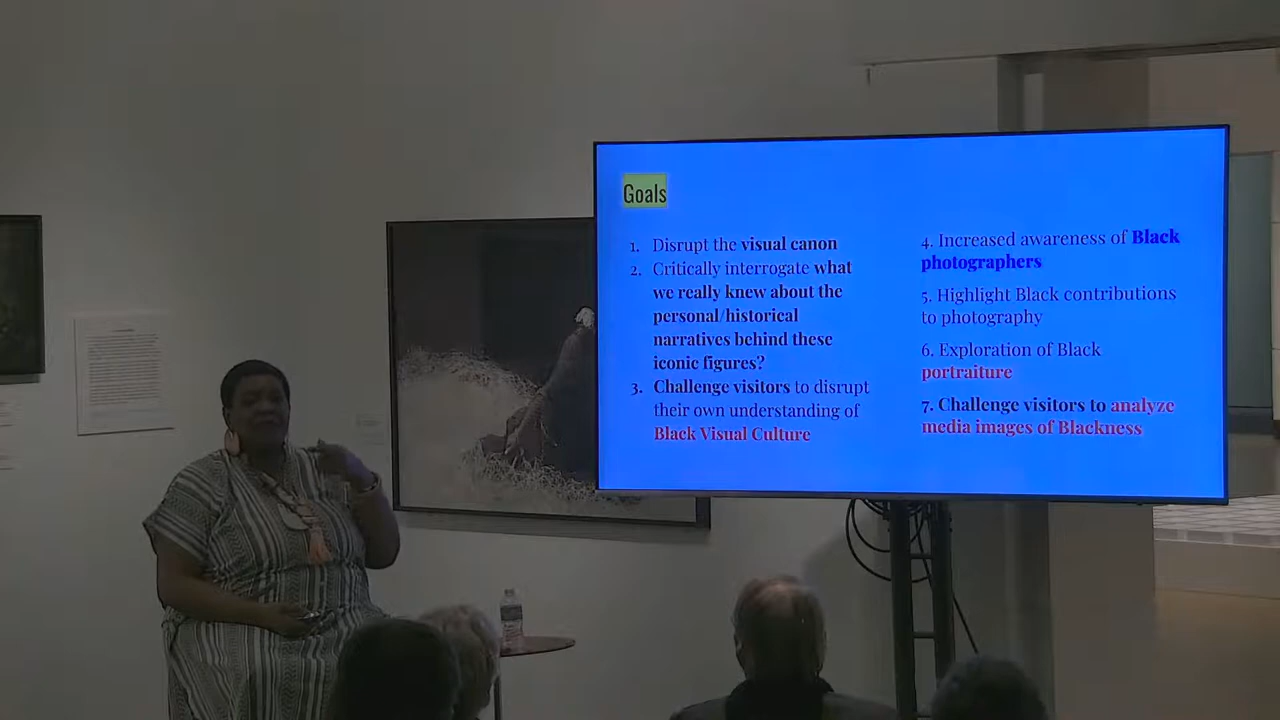 Goals
1. Disrupt the visual canon
2. Critically interrogate what
we really knew about the
personal/historical
narratives behind these
iconic figures?
3. Challenge visitors to disrupt
their own understanding of
Black Visual Culture
4. Increased awareness of Black
photographers
5. Highlight Black contributions
to photography
6. Exploration of Black
portraiture
7. Challenge visitors to analyze
media images of Blackness